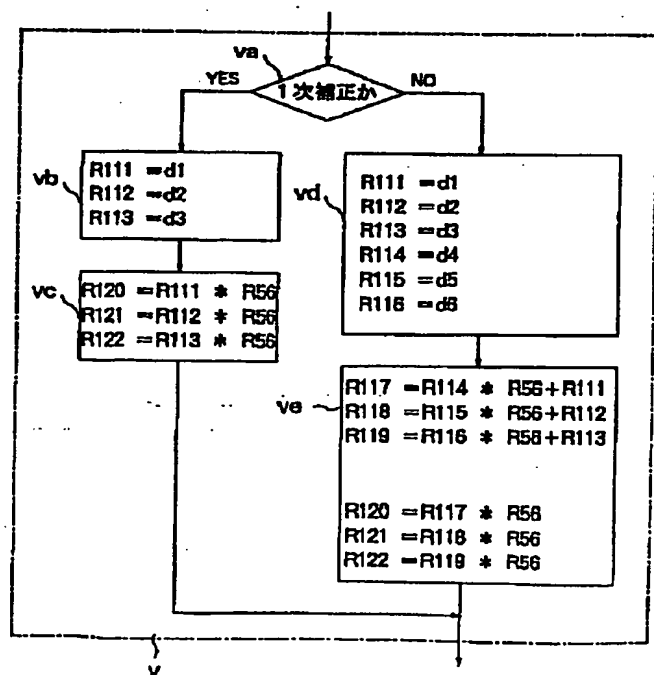 va
YES
NO
1次補正か
vb
R111 =d1
R112 =d2
R113 =d3
vd
R111 =d1
R112 =d2
R113 =d3
R114 =d4
R115 =d5
R116 =d6
vc
R120 =R111 * R56
R121 =R112 * R56
R122 =R113 * R56
ve
R117 =R114 * R56+R111
R118 =R115 * R56+R112
R119 =R116 * R56+R113
R120 =R117 * R56
R121 =R118 * R56
R122 =R119 * R56
v